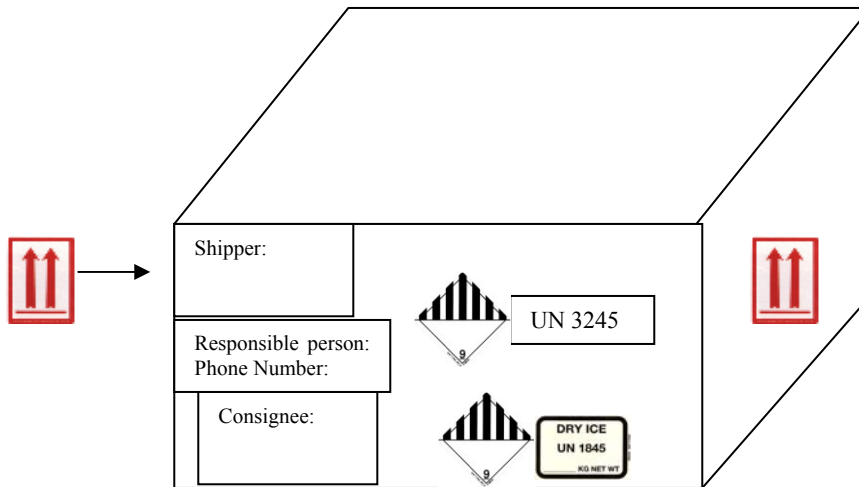 Shipper:
Responsible person:
Phone Number:
Consignee:
9
UN 3245
9
DRY ICE
UN 1845
KG NET WT